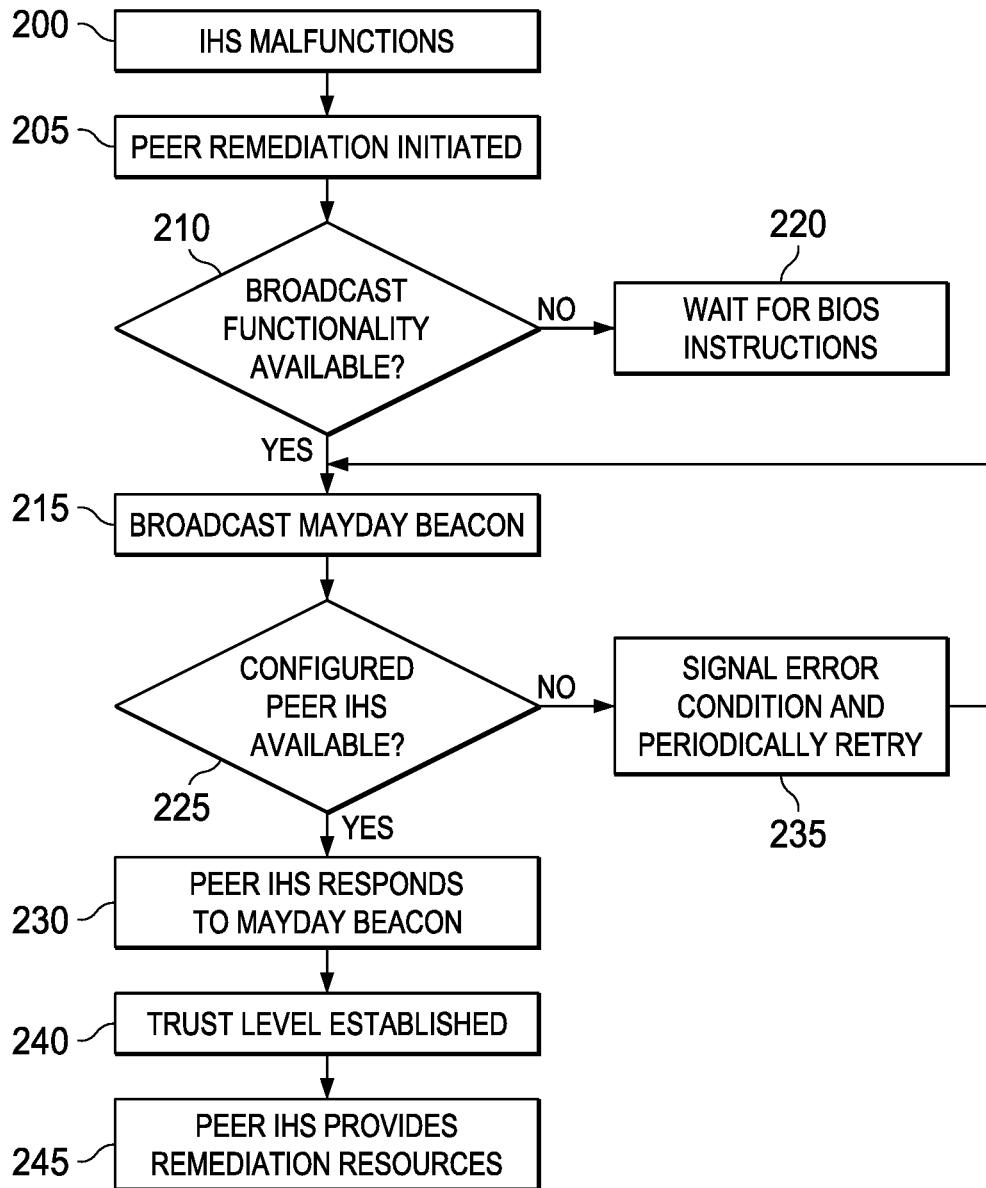 200
IHS MALFUNCTIONS
205
PEER REMEDIATION INITIATED
210
BROADCAST
FUNCTIONALITY
AVAILABLE?
NO
220
WAIT FOR BIOS
INSTRUCTIONS
YES
215
BROADCAST MAYDAY BEACON
CONFIGURED
PEER IHS
AVAILABLE?
225
NO
SIGNAL ERROR
CONDITION AND
PERIODICALLY RETRY
235
YES
230
PEER IHS RESPONDS
TO MAYDAY BEACON
240
TRUST LEVEL ESTABLISHED
245
PEER IHS PROVIDES
REMEDIATION RESOURCES